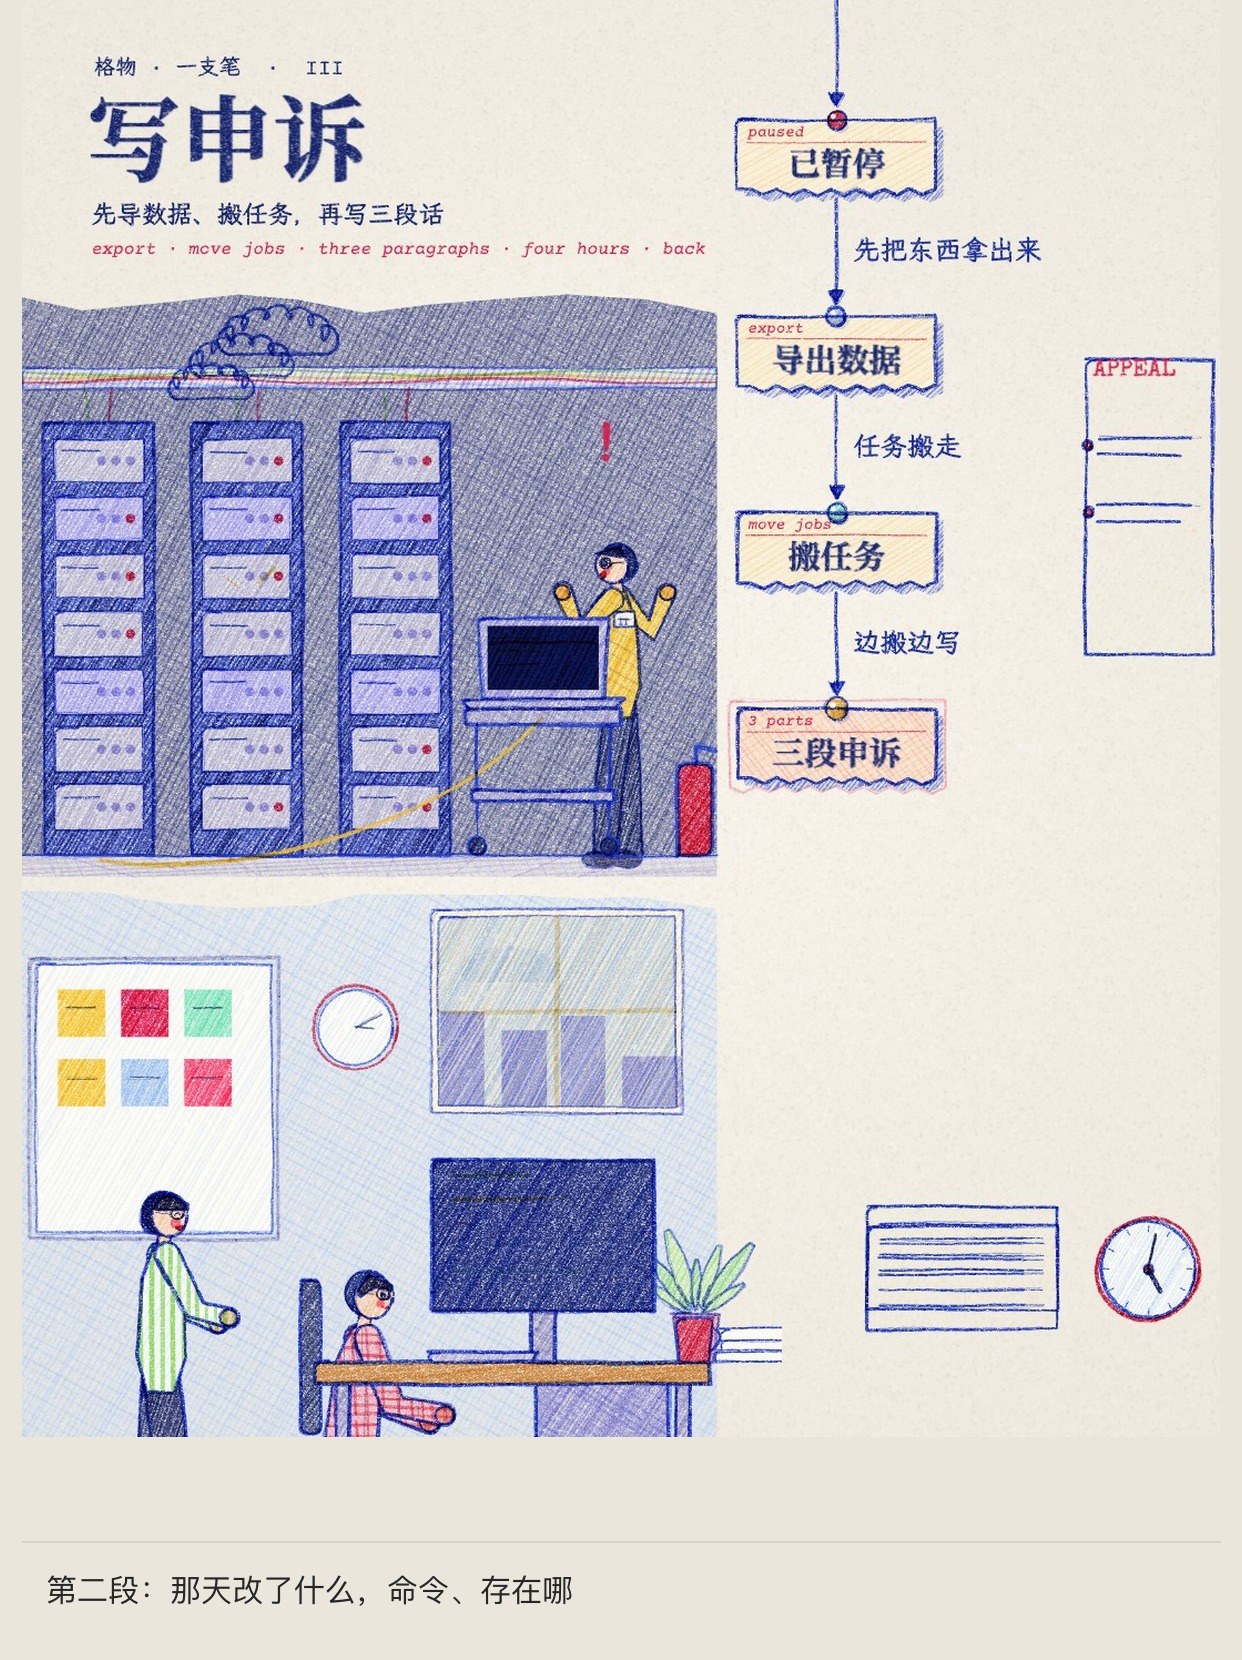 格物 · 一支笔 · III
写申诉
先导数据、搬任务，再写三段话
export · move jobs · three paragraphs · four hours · back
paused
已暂停
先把东西拿出来
export
导出数据
任务搬走
move jobs
搬任务
边搬边写
3 parts
三段申诉
APPEAL
第二段：那天改了什么，命令、存在哪